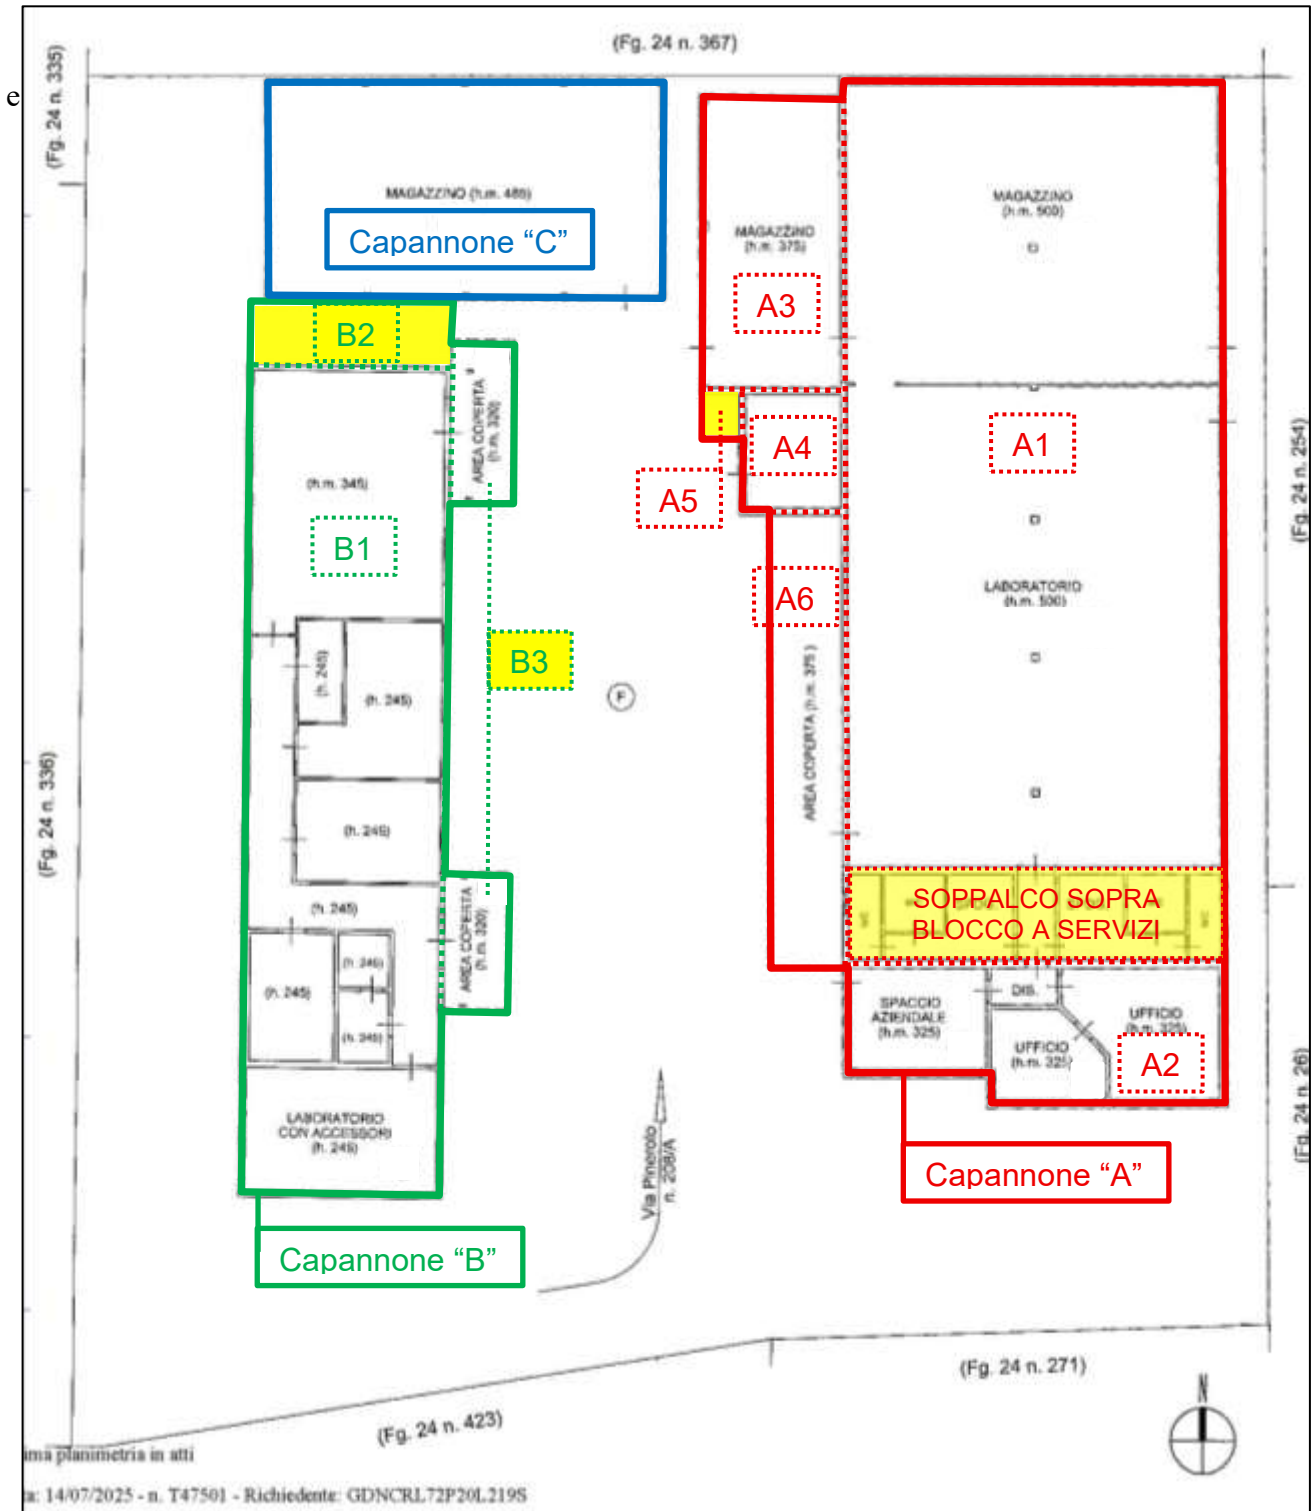 (Fg. 24 n. 367)
(Fg. 24 n. 335)
e
MAGAZZINO (h.m. 485)
Capannone “C”
MAGAZZINO
(h.m. 375)
A3
MAGAZZINO
(h.m. 500)
B2
AREA COPERTA
(h.m. 320)
A4
A1
A5
(Fg. 24 n. 254)
(h.m. 345)
B1
A6
LABORATORIO
(h.m. 500)
B3
(h. 245)
(h. 245)
F
AREA COPERTA (h.m. 375 )
(Fg. 24 n. 336)
(h. 245)
(h. 245)
AREA COPERTA
(h.m. 320)
SOPPALCO SOPRA
BLOCCO A SERVIZI
(h. 245)
(h. 245)
(h. 245)
SPACCIO
AZIENDALE
(h.m. 325)
DIS.
UFFICIO
(h.m. 325)
UFFICIO
(h.m. 325)
A2
(Fg. 24 n. 26)
LABORATORIO
CON ACCESSORI
(h. 245)
Via Pinerolo
n. 208/A
Capannone “A”
Capannone “B”
(Fg. 24 n. 271)
(Fg. 24 n. 423)
N
ima planimetria in atti
ta: 14/07/2025 - n. T47501 - Richiedente: GDNCRL72P20L219S